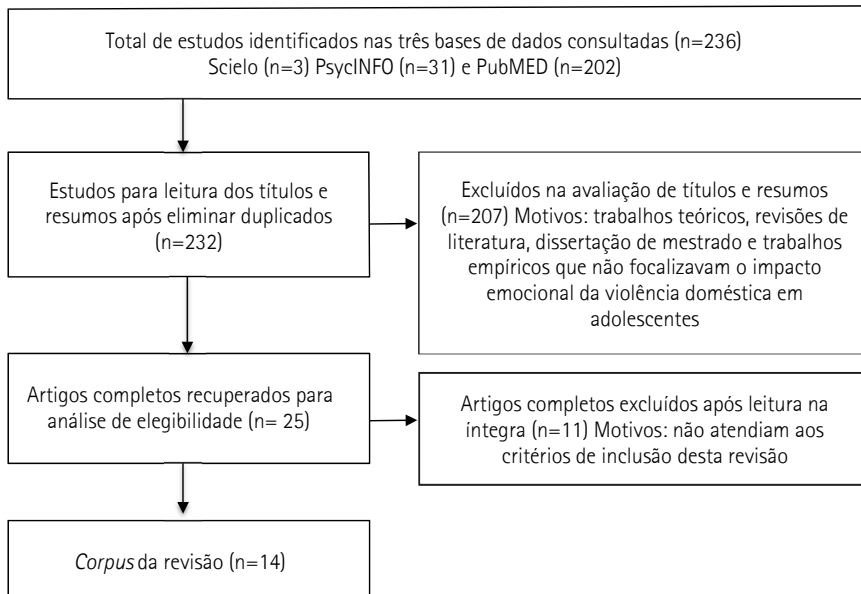 Total de estudos identificados nas três bases de dados consultadas (n=236)
Scielo (n=3) PsycINFO (n=31) e PubMED (n=202)
Estudos para leitura dos títulos e
resumos após eliminar duplicados
(n=232)
Excluídos na avaliação de títulos e resumos
(n=207) Motivos: trabalhos teóricos, revisões de
literatura, dissertação de mestrado e trabalhos
empíricos que não focalizavam o impacto
emocional da violência doméstica em
adolescentes
Artigos completos recuperados para
análise de elegibilidade (n= 25)
Artigos completos excluídos após leitura na
íntegra (n=11) Motivos: não atendiam aos
critérios de inclusão desta revisão
Corpus da revisão (n=14)